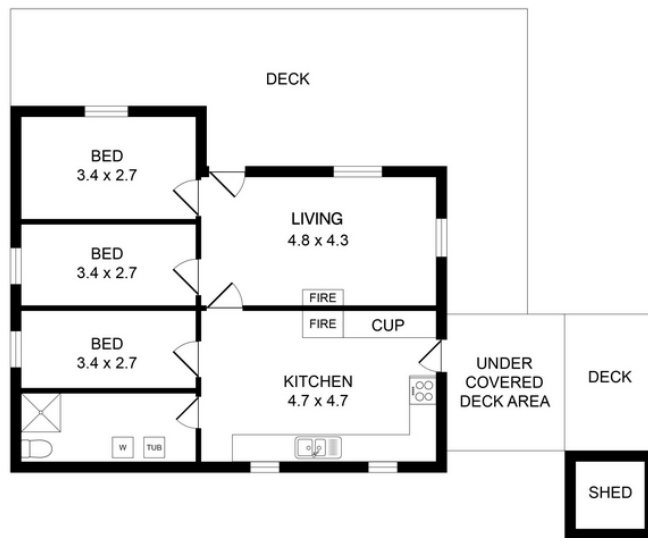 DECK
BED
3.4 x 2.7
LIVING
4.8 x 4.3
BED
3.4 x 2.7
FIRE
FIRE
CUP
BED
3.4 x 2.7
KITCHEN
4.7 x 4.7
UNDER
COVERED
DECK AREA
DECK
W
TUB
SHED